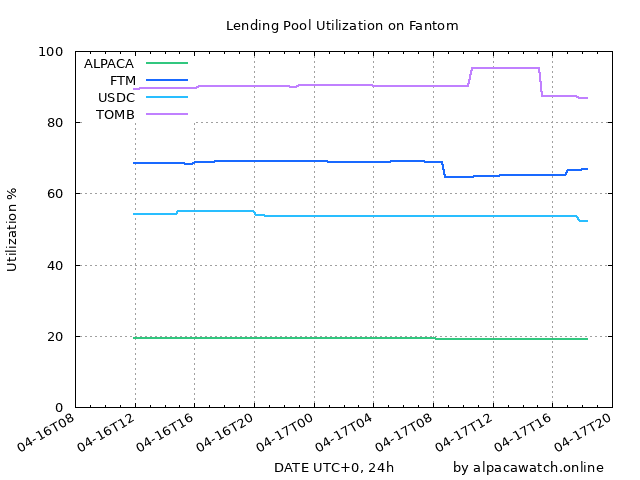 Lending Pool Utilization on Fantom
100
80
60
40
20
0
Utilization %
ALPACA
FTM
USDC
TOMB
04-16T08
04-16T12
04-16T16
04-16T20
04-17T00
04-17T04
04-17T08
04-17T12
04-17T16
04-17T20
DATE UTC+0, 24h
by alpacawatch.online